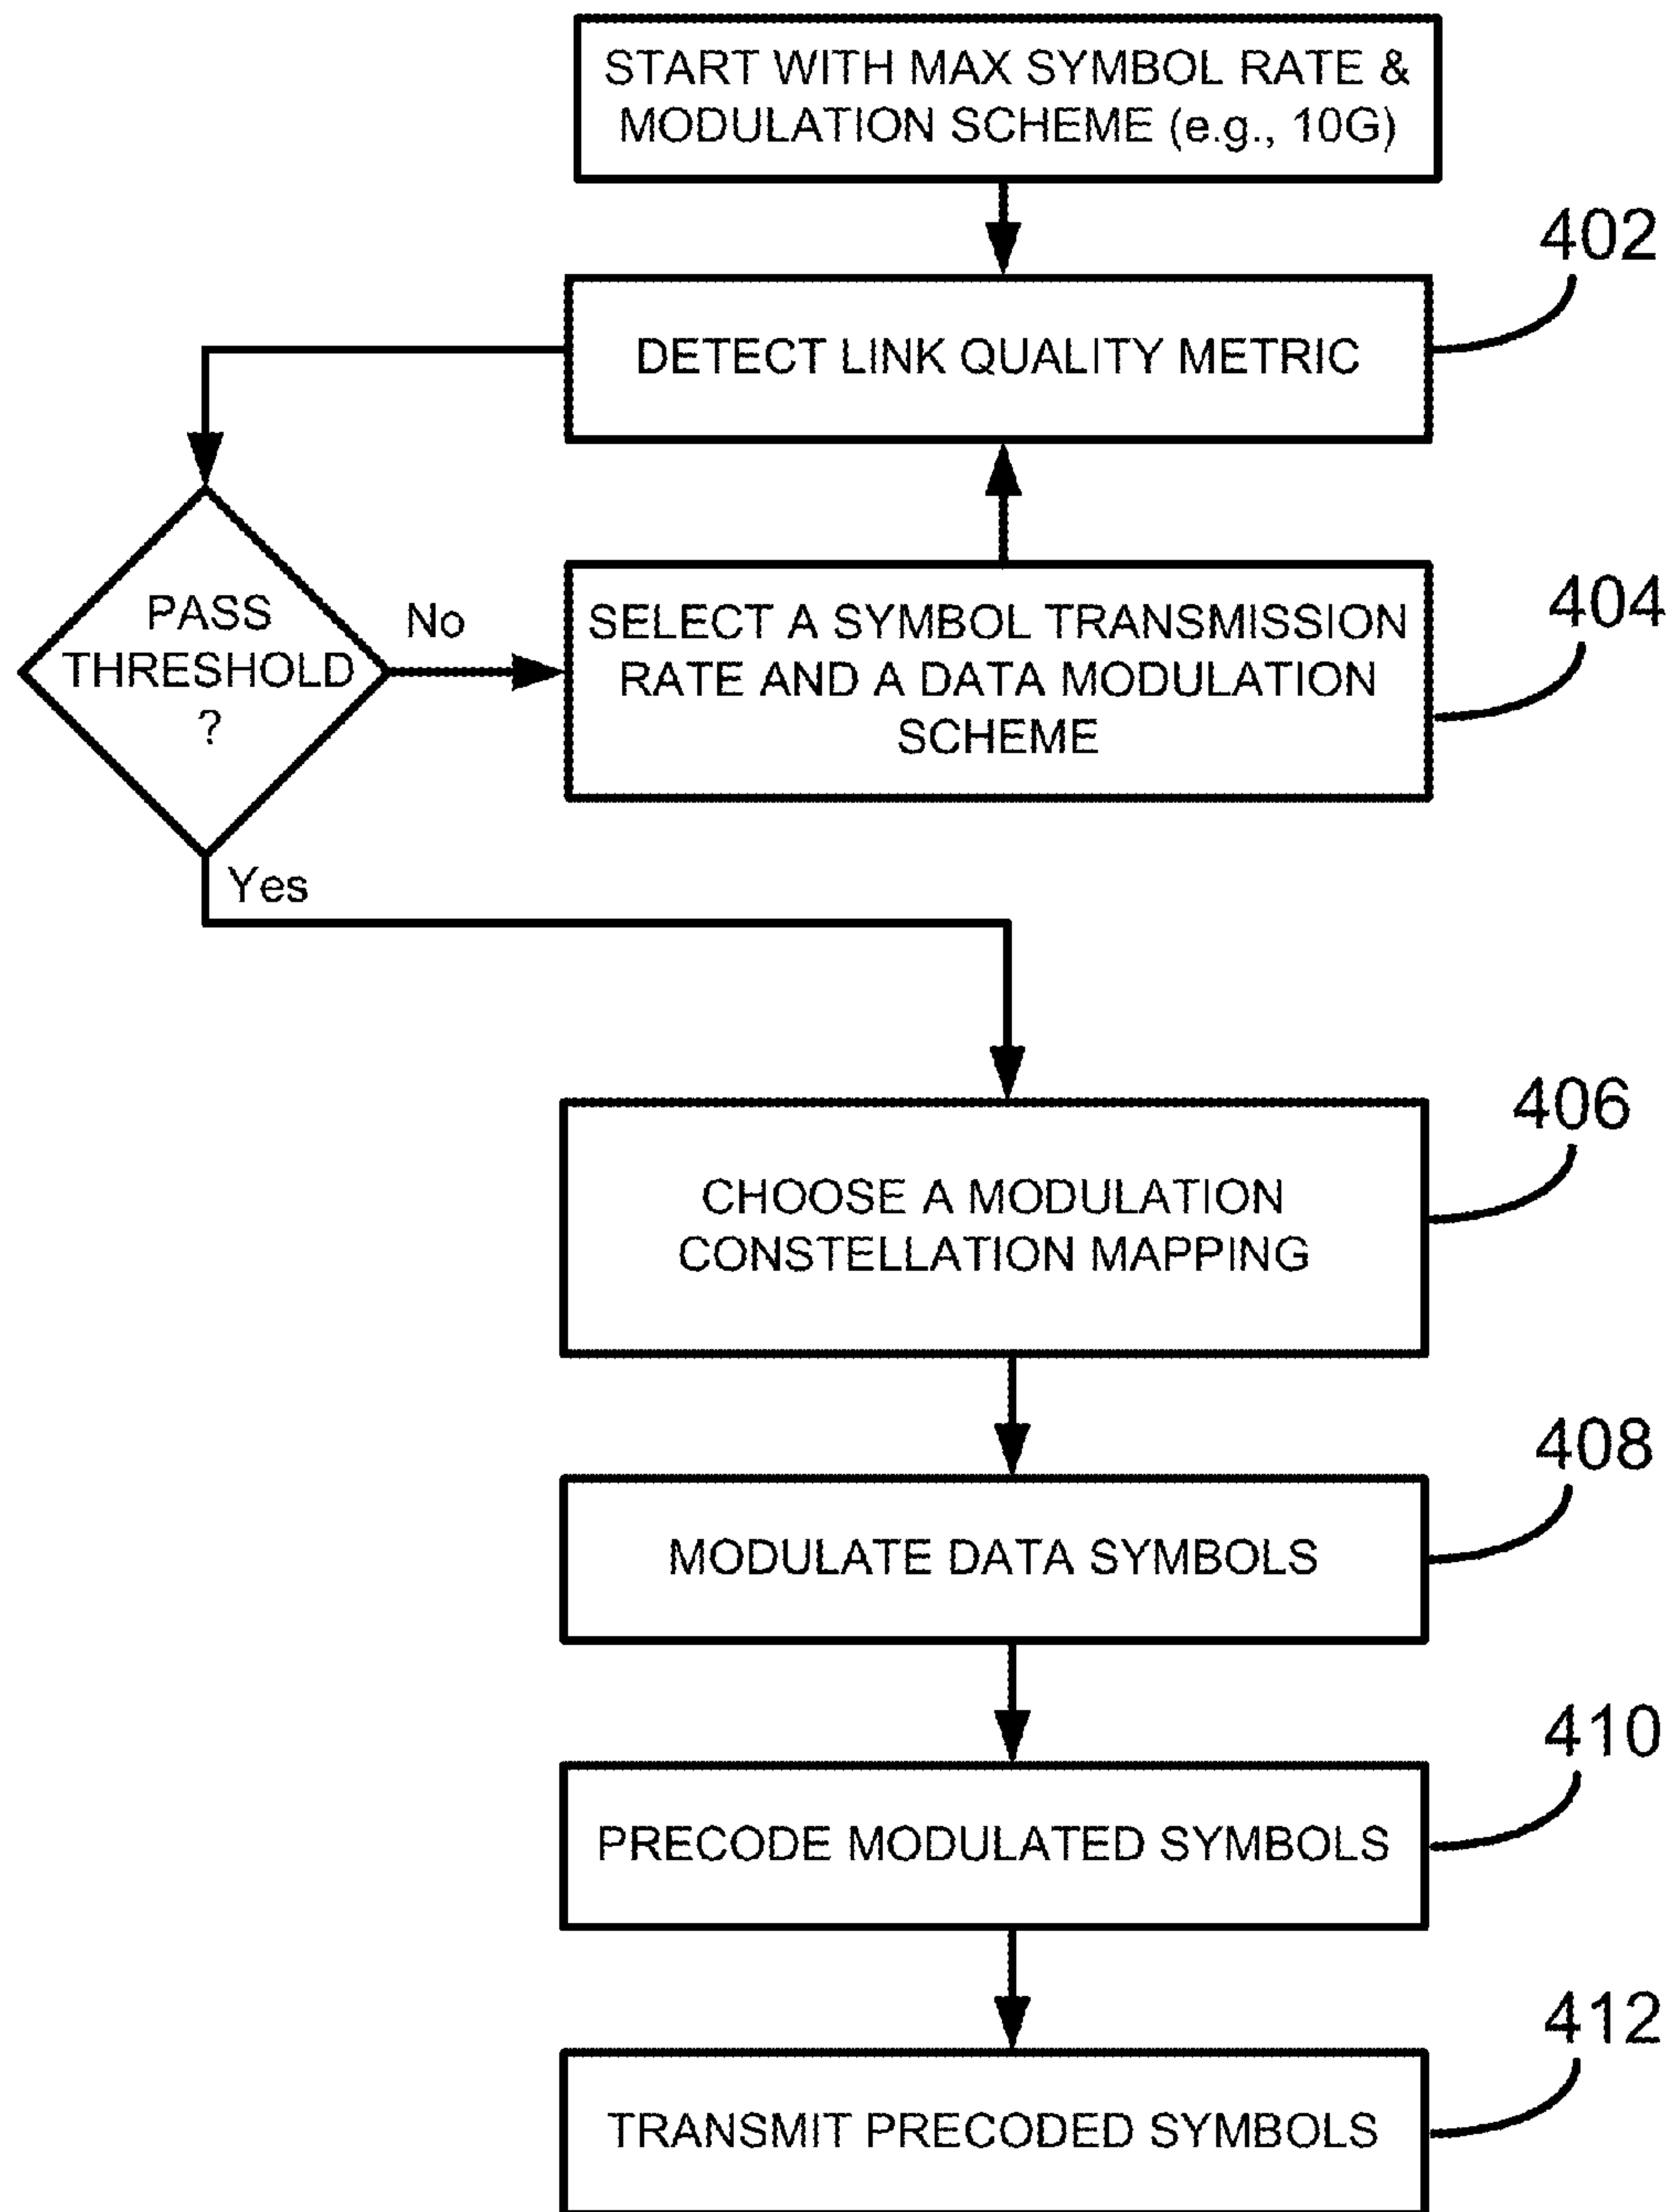 START WITH MAX SYMBOL RATE &
MODULATION SCHEME (e.g., 10G)
402
DETECT LINK QUALITY METRIC
404
PASS
THRESHOLD
?
No
SELECT A SYMBOL TRANSMISSION
RATE AND A DATA MODULATION
SCHEME
Yes
406
CHOOSE A MODULATION
CONSTELLATION MAPPING
408
MODULATE DATA SYMBOLS
410
PRECODE MODULATED SYMBOLS
412
TRANSMIT PRECODED SYMBOLS